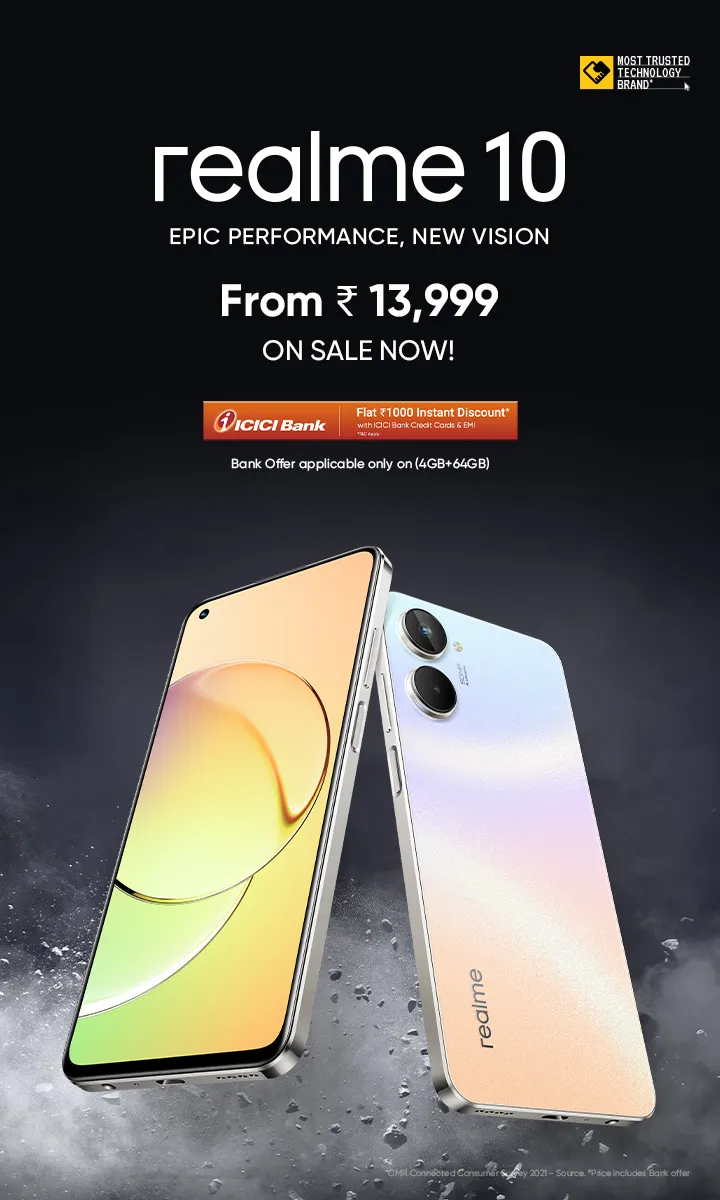 MOST TRUSTED
TECHNOLOGY
BRAND*
realme 10
EPIC PERFORMANCE, NEW VISION
From ₹ 13,999
ON SALE NOW!
ICICI Bank
Flat ₹1000 Instant Discount*
with ICICI Bank Credit Cards & EMI
*T&C Apply
Bank Offer applicable only on (4GB+64GB)
realme
*CMR Connected Consumer Survey 2021 - Source. *Price includes Bank offer